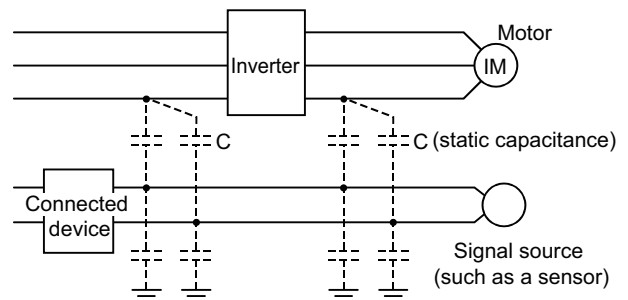 Motor
Inverter
IM
C
C (static capacitance)
Connected
device
Signal source
(such as a sensor)